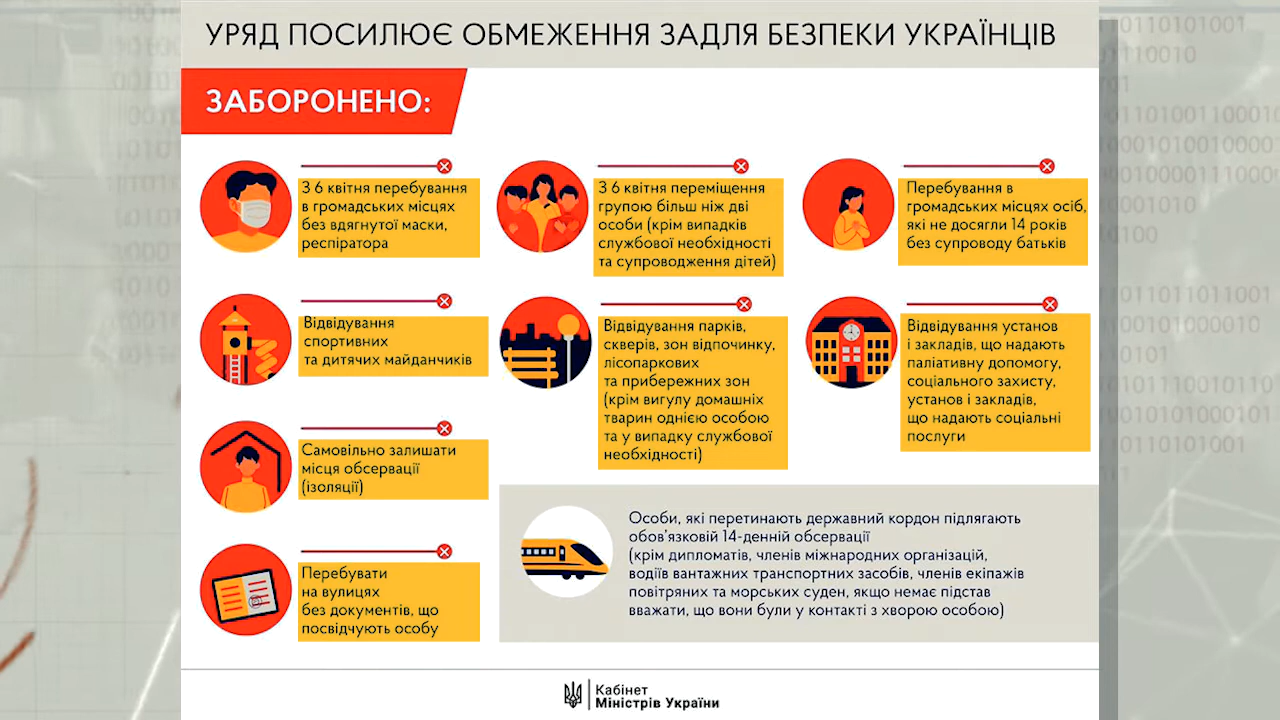 УРЯД ПОСИЛЮЄ ОБМЕЖЕННЯ ЗАДЛЯ БЕЗПЕКИ УКРАЇНЦІВ
ЗАБОРОНЕНО:
З 6 квітня перебування
в громадських місцях
без вдягнутої маски,
респіратора
З 6 квітня переміщення
групою більш ніж дві
особи (крім випадків
службової необхідності
та супроводження дітей)
Перебування в
громадських місцях осіб,
які не досягли 14 років
без супроводу батьків
Відвідування
спортивних
та дитячих майданчиків
Відвідування парків,
скверів, зон відпочинку,
лісопаркових
та прибережних зон
(крім вигулу домашніх
тварин однією особою
та у випадку службової
необхідності)
Відвідування установ
і закладів, що надають
паліативну допомогу,
соціального захисту,
установ і закладів,
що надають соціальні
послуги
Самовільно залишати
місця обсервації
(ізоляції)
Перебувати
на вулицях
без документів, що
посвідчують особу
Особи, які перетинають державний кордон підлягають
обов'язковій 14-денній обсервації
(крім дипломатів, членів міжнародних організацій,
водіїв вантажних транспортних засобів, членів екіпажів
повітряних та морських суден, якщо немає підстав
вважати, що вони були у контакті з хворою особою)
Кабінет
Міністрів України